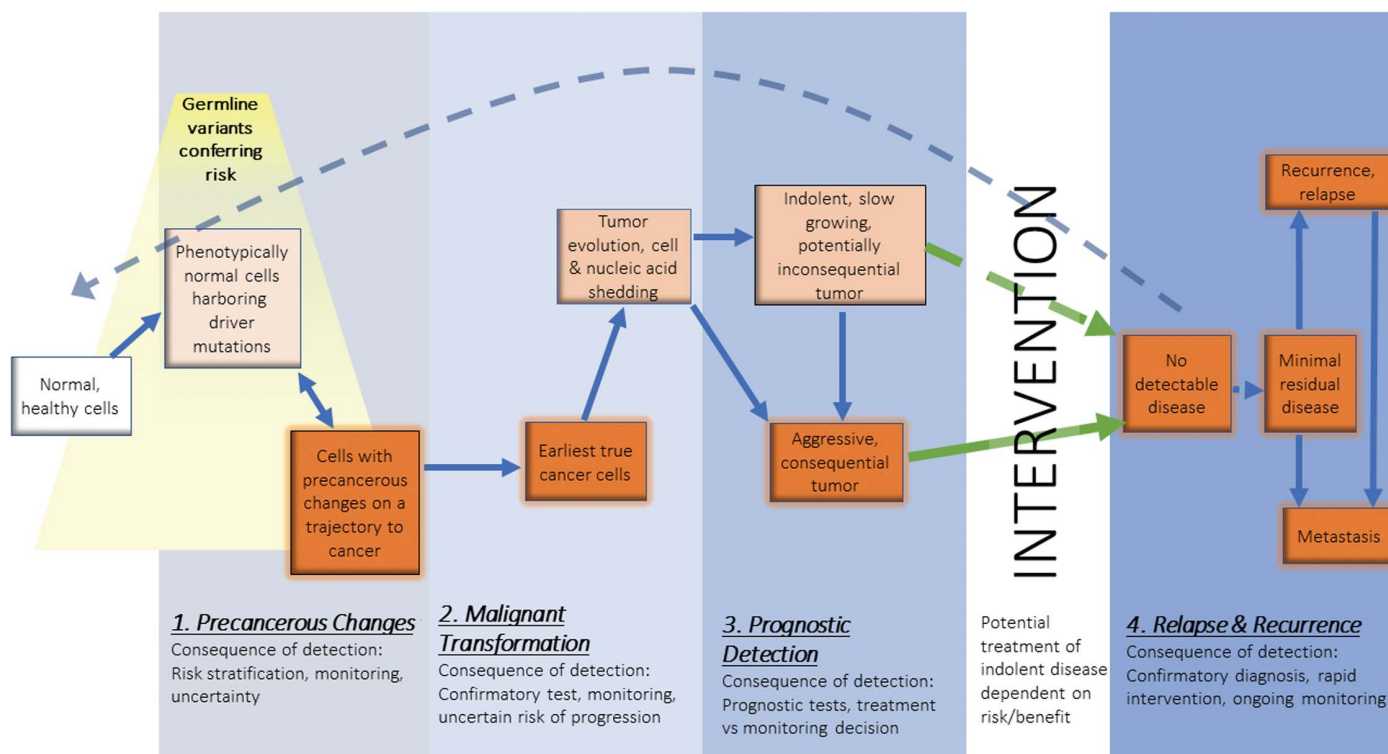 Germline
variants
conferring
risk
Phenotypically
normal cells
harboring
driver
mutations
Normal,
healthy cells
Cells with
precancerous
changes on a
trajectory to
cancer
Earliest true
cancer cells
Tumor
evolution, cell
& nucleic acid
shedding
Indolent, slow
growing,
potentially
inconsequential
tumor
Aggressive,
consequential
tumor
INTERVENTION
No
detectable
disease
Minimal
residual
disease
Recurrence,
relapse
Metastasis
1. Precancerous Changes
Consequence of detection:
Risk stratification, monitoring,
uncertainty
2. Malignant
Transformation
Consequence of detection:
Confirmatory test, monitoring,
uncertain risk of progression
3. Prognostic
Detection
Consequence of detection:
Prognostic tests, treatment
vs monitoring decision
Potential
treatment of
indolent disease
dependent on
risk/benefit
4. Relapse & Recurrence
Consequence of detection:
Confirmatory diagnosis, rapid
intervention, ongoing monitoring